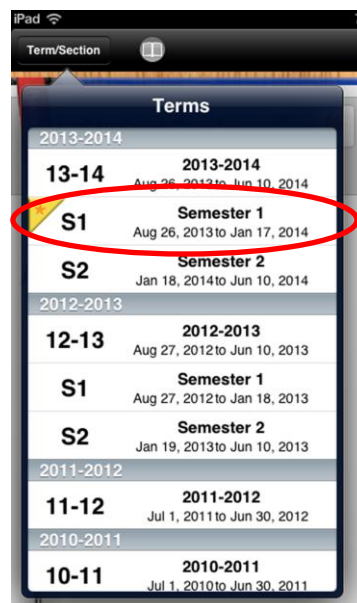 iPad
Term/Section
Terms
2013-2014
13-14 2013-2014
Aug 26, 2013 to Jun 10, 2014
S1 Semester 1
Aug 26, 2013 to Jan 17, 2014
S2 Semester 2
Jan 18, 2014 to Jun 10, 2014
2012-2013
12-13 2012-2013
Aug 27, 2012 to Jun 10, 2013
S1 Semester 1
Aug 27, 2012 to Jan 18, 2013
S2 Semester 2
Jan 19, 2013 to Jun 10, 2013
2011-2012
11-12 2011-2012
Jul 1, 2011 to Jun 30, 2012
2010-2011
10-11 2010-2011
Jul 1, 2010 to Jun 30, 2011